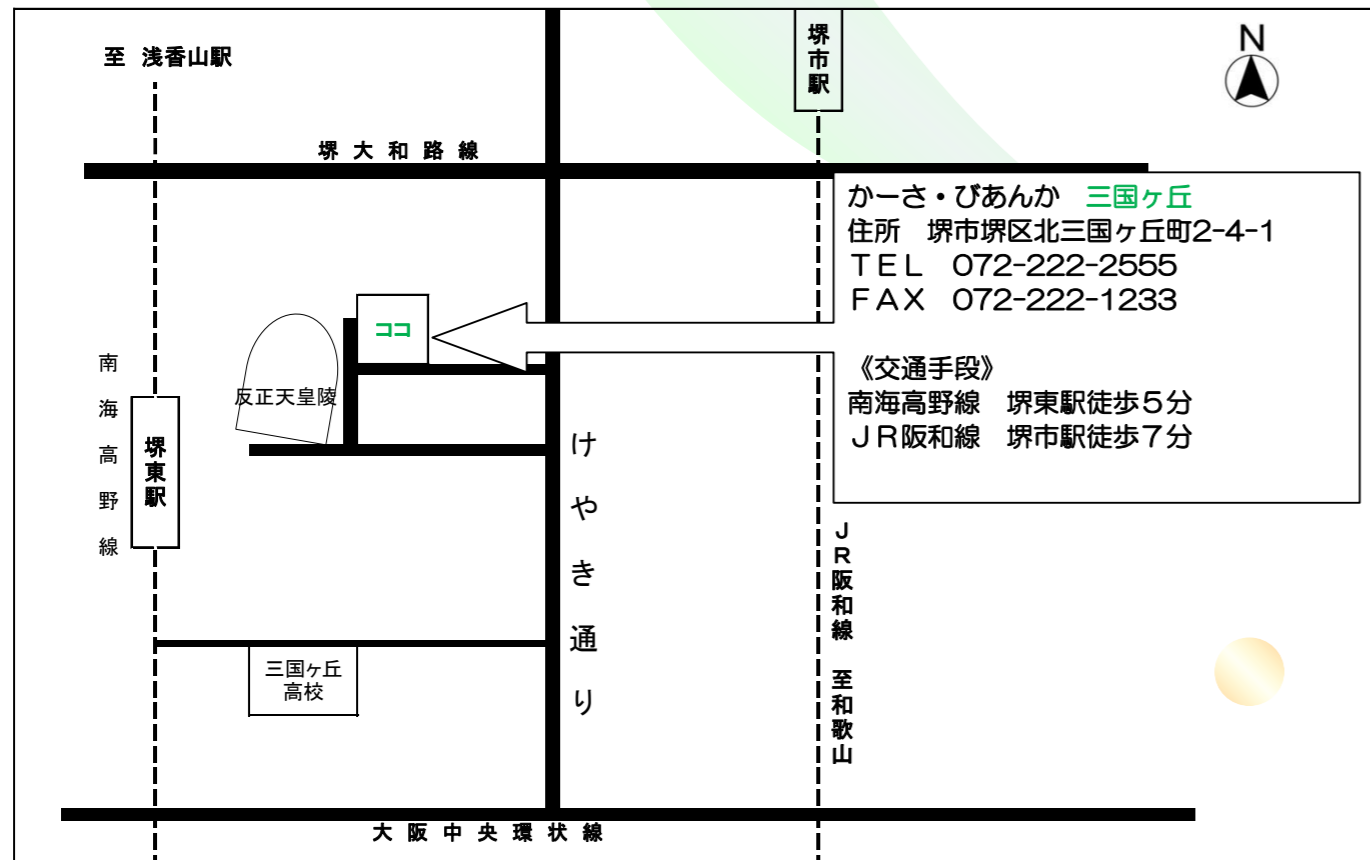 至 浅香山駅
堺市駅
N
堺大和路線
かーさ・びあんか 三国ヶ丘
住所 堺市堺区北三国ヶ丘町2-4-1
TEL 072-222-2555
FAX 072-222-1233
《交通手段》
南海高野線 堺東駅徒歩5分
JR阪和線 堺市駅徒歩7分
ココ
反正天皇陵
南海高野線
堺東駅
けやき通り
JR阪和線 至和歌山
三国ヶ丘
高校
大阪中央環状線